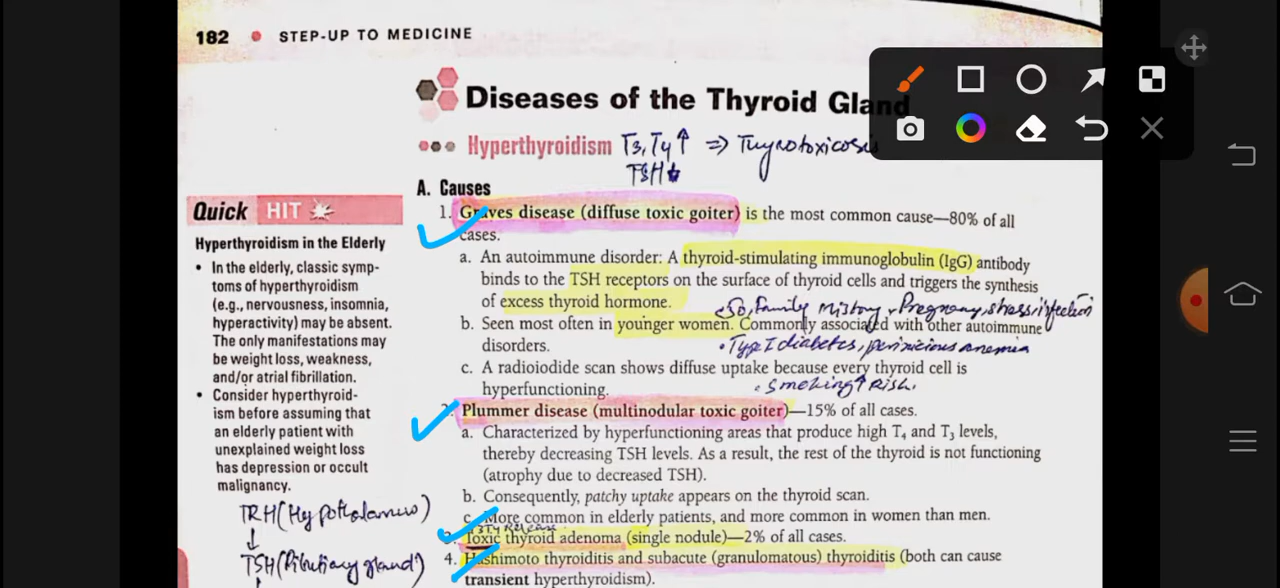 182 STEP-UP TO MEDICINE
Diseases of the Thyroid Gland
Hyperthyroidism T3, T4 ↑ ⇒ Thyrotoxicosis
TSH↓
A. Causes
1. Graves disease (diffuse toxic goiter) is the most common cause—80% of all
cases.
a. An autoimmune disorder: A thyroid-stimulating immunoglobulin (IgG) antibody
binds to the TSH receptors on the surface of thyroid cells and triggers the synthesis
of excess thyroid hormone. Family History Pregnancy, stress infection
b. Seen most often in younger women. Commonly associated with other autoimmune
disorders. • Type I diabetes, pernicious anemia
c. A radioiodide scan shows diffuse uptake because every thyroid cell is
hyperfunctioning. • Smoking ↑ Risk.
2. Plummer disease (multinodular toxic goiter)—15% of all cases.
a. Characterized by hyperfunctioning areas that produce high T4 and T3 levels,
thereby decreasing TSH levels. As a result, the rest of the thyroid is not functioning
(atrophy due to decreased TSH).
b. Consequently, patchy uptake appears on the thyroid scan.
c. More common in elderly patients, and more common in women than men.
Release
3. Toxic thyroid adenoma (single nodule)—2% of all cases.
4. Hashimoto thyroiditis and subacute (granulomatous) thyroiditis (both can cause
transient hyperthyroidism).
Quick HIT
Hyperthyroidism in the Elderly
• In the elderly, classic symp-
toms of hyperthyroidism
(e.g., nervousness, insomnia,
hyperactivity) may be absent.
The only manifestations may
be weight loss, weakness,
and/or atrial fibrillation.
• Consider hyperthyroid-
ism before assuming that
an elderly patient with
unexplained weight loss
has depression or occult
malignancy.
TRH (Hypothalamus)
↓
TSH (Pituitary gland)